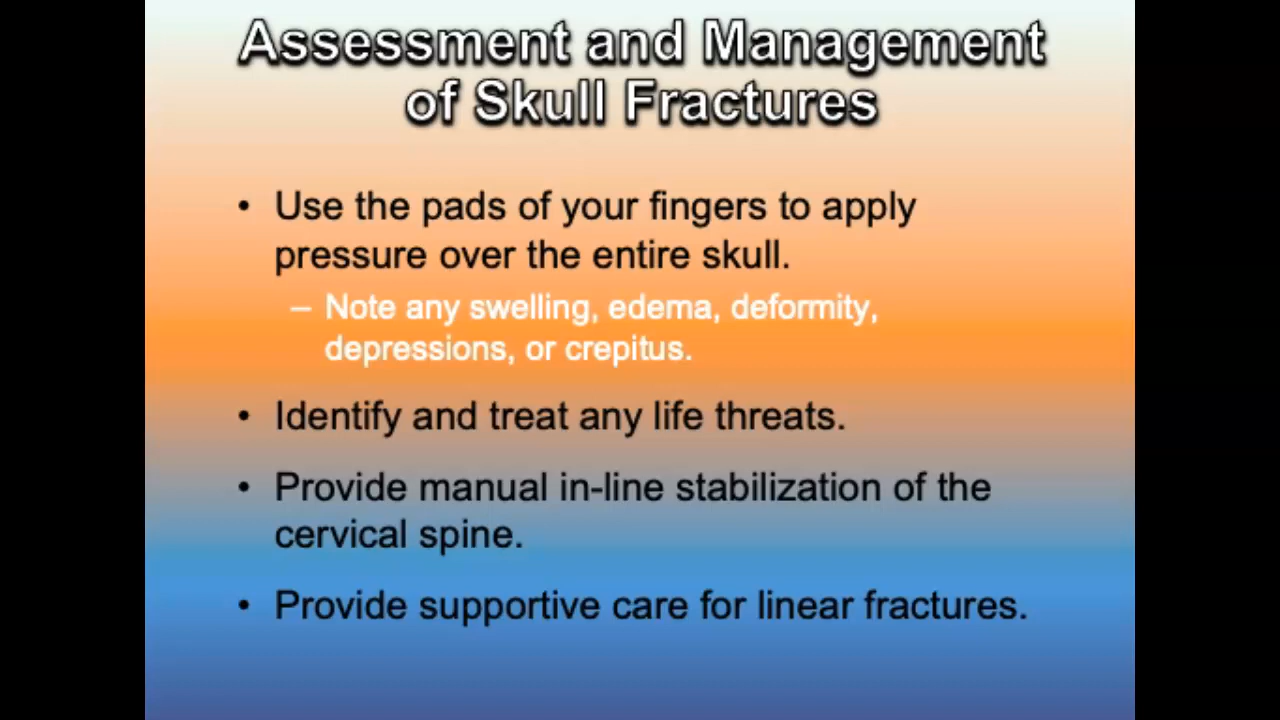 Assessment and Management
of Skull Fractures
• Use the pads of your fingers to apply
pressure over the entire skull.
– Note any swelling, edema, deformity,
depressions, or crepitus.
• Identify and treat any life threats.
• Provide manual in-line stabilization of the
cervical spine.
• Provide supportive care for linear fractures.